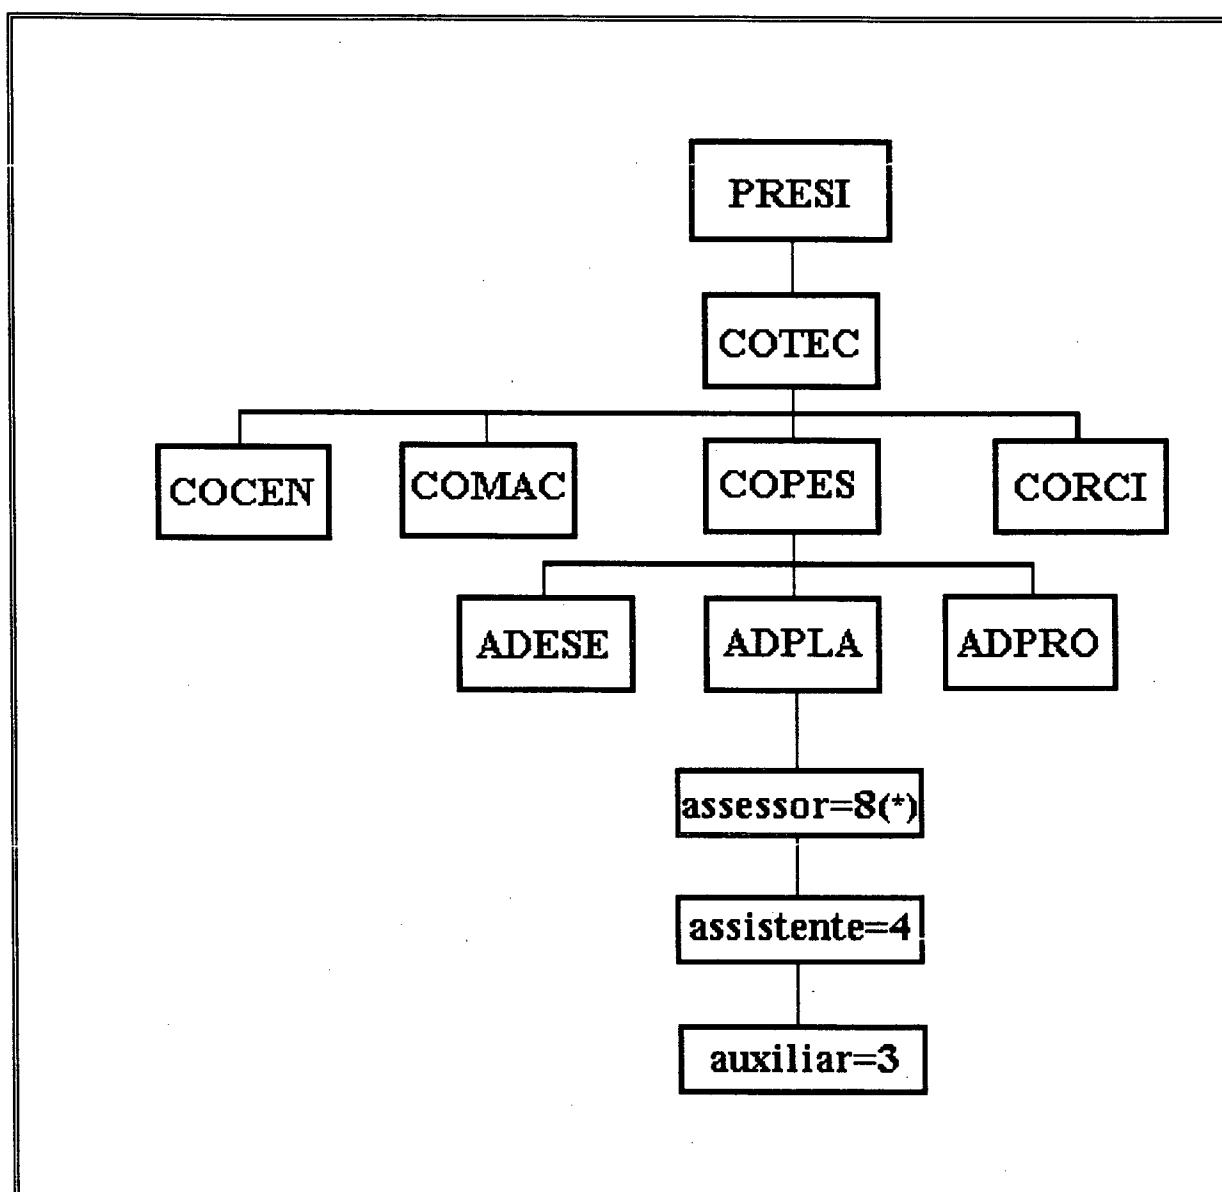 PRESI
COTEC
COCEN
COMAC
COPES
CORCI
ADESE
ADPLA
ADPRO
assessor=8(*)
assistente=4
auxiliar=3